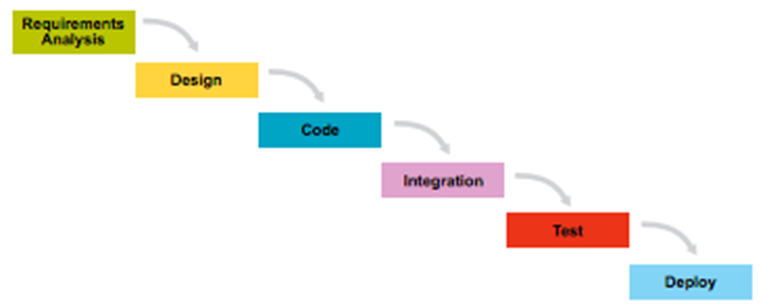 Requirements
Analysis
Design
Code
Integration
Test
Deploy